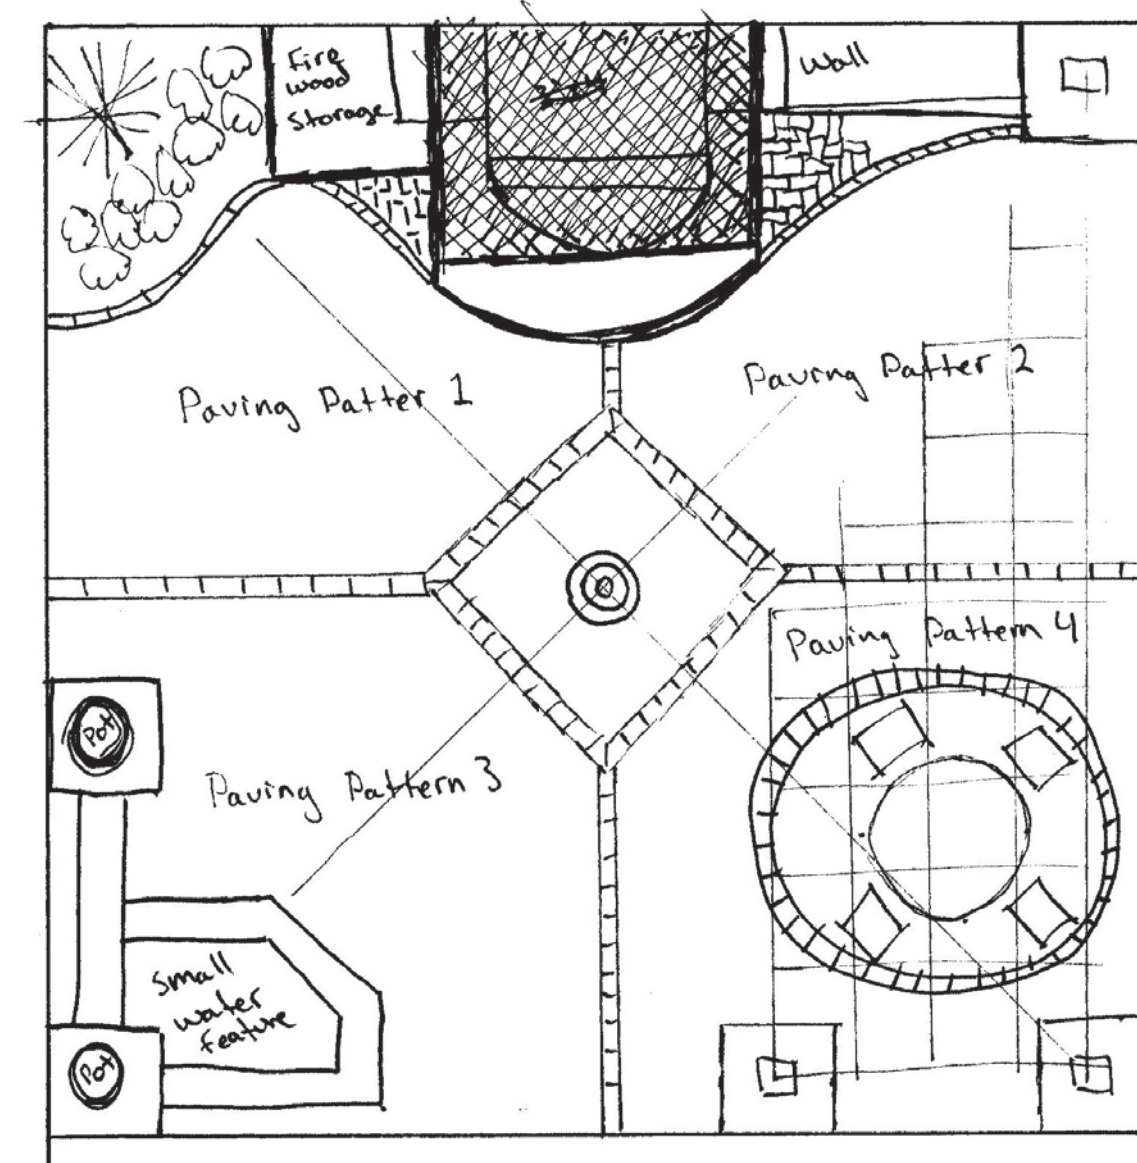 Fire
wood
storage
Wall
Paving Patter 1
Paving Patter 2
Paving Pattern 4
Pot
Paving Pattern 3
small
water
feature
Pot